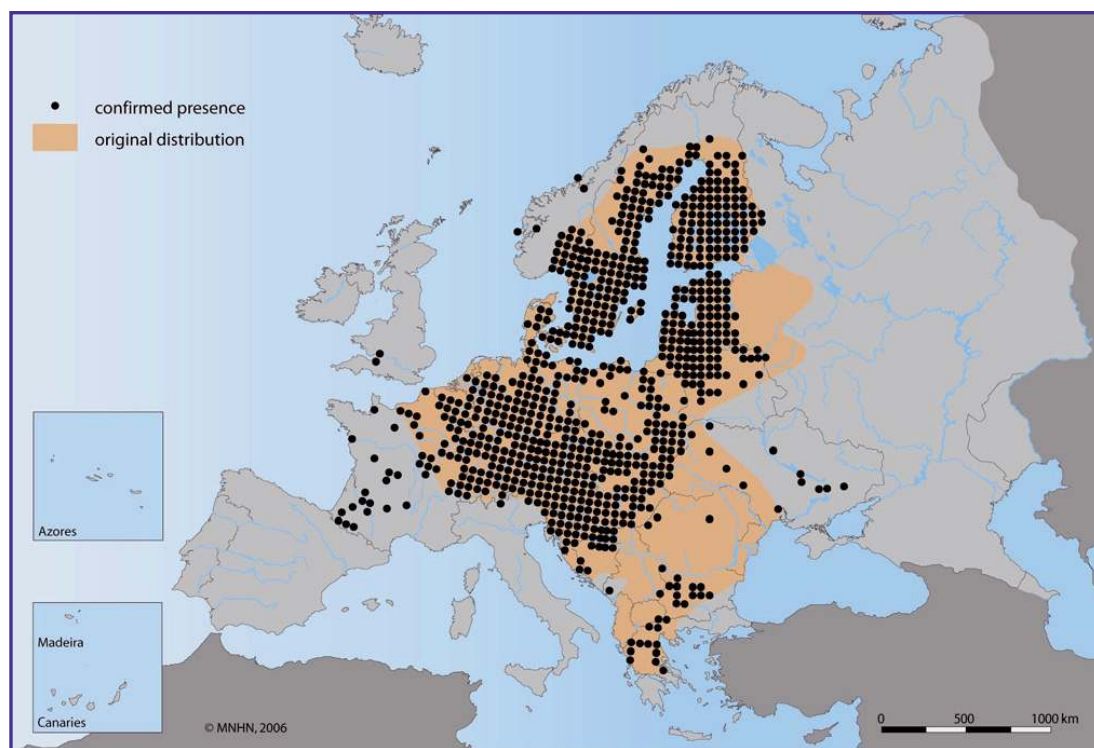 confirmed presence
original distribution
Azores
Madeira
Canaries
© MNHN, 2006
0 500 1000 km